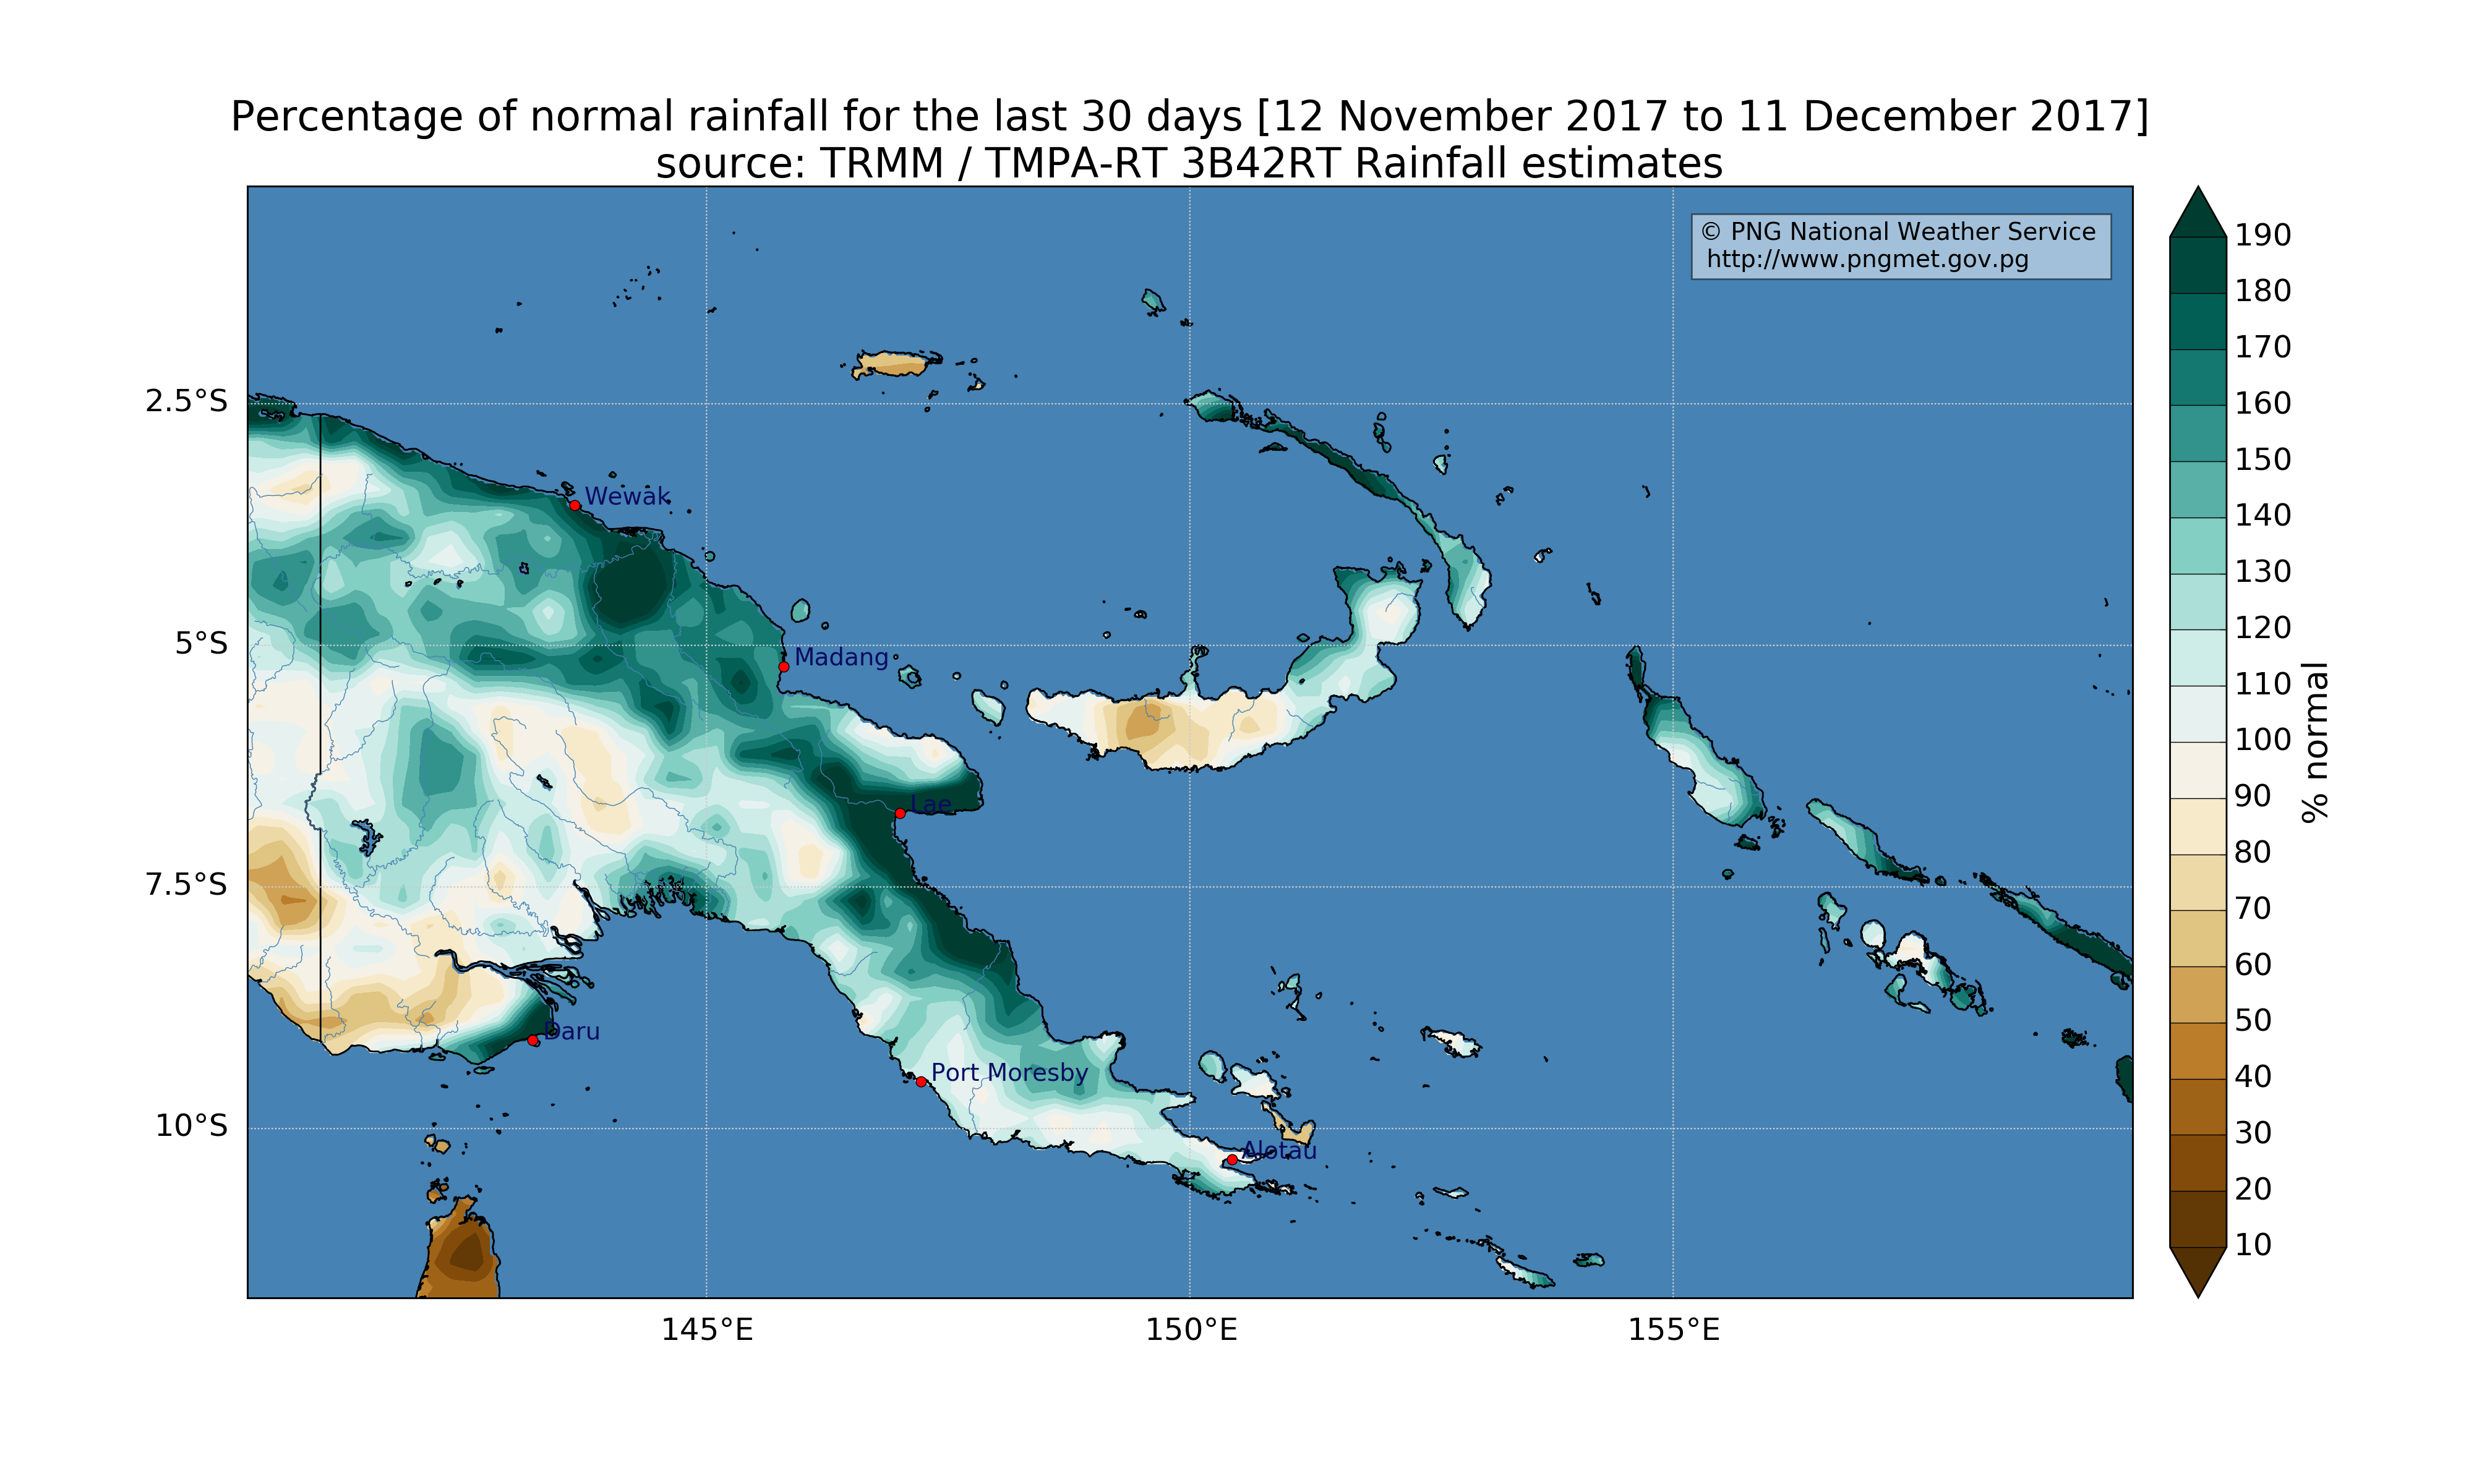 Percentage of normal rainfall for the last 30 days [12 November 2017 to 11 December 2017]
source: TRMM / TMPA-RT 3B42RT Rainfall estimates
© PNG National Weather Service
http://www.pngmet.gov.pg
2.5°S
5°S
7.5°S
10°S
Wewak
Madang
Lae
Daru
Port Moresby
Alotau
145°E
150°E
155°E
190
180
170
160
150
140
130
120
110
100
90
80
70
60
50
40
30
20
10
% normal